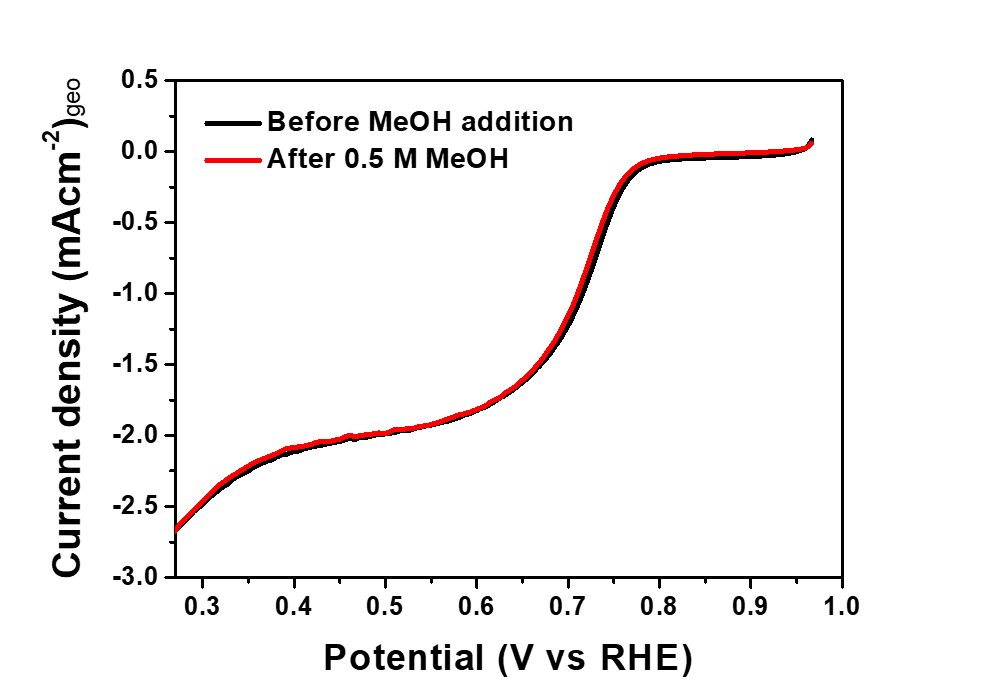 Current density (mAcm-2)geo
0.5
0.0
-0.5
-1.0
-1.5
-2.0
-2.5
-3.0
Before MeOH addition
After 0.5 M MeOH
0.3 0.4 0.5 0.6 0.7 0.8 0.9 1.0
Potential (V vs RHE)